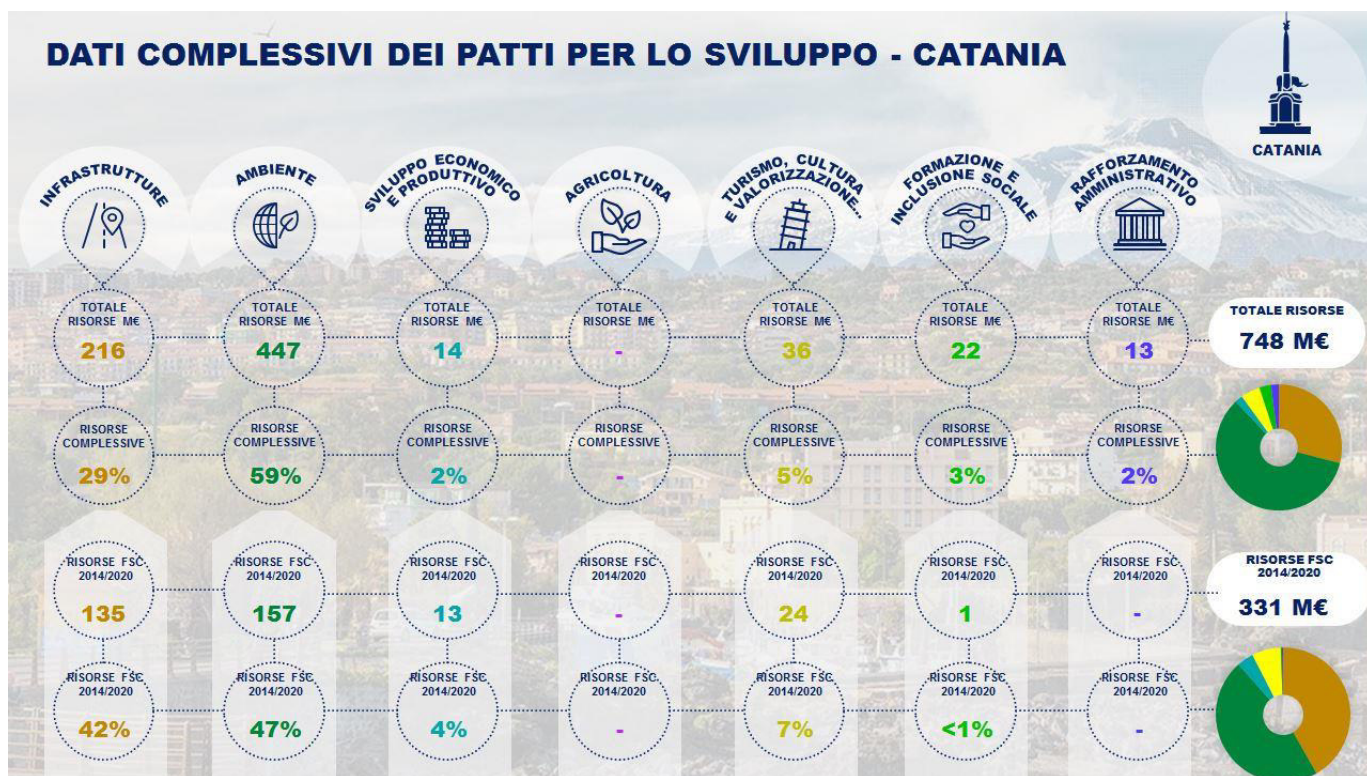 DATI COMPLESSIVI DEI PATTI PER LO SVILUPPO - CATANIA
CATANIA
INFRASTRUTTURE
AMBIENTE
SVILUPPO ECONOMICO
E PRODUTTIVO
AGRICOLTURA
TURISMO, CULTURA
E VALORIZZAZIONE...
FORMAZIONE E
INCLUSIONE SOCIALE
RAFFORZAMENTO
AMMINISTRATIVO
TOTALE
RISORSE M€
216
TOTALE
RISORSE M€
447
TOTALE
RISORSE M€
14
TOTALE
RISORSE M€
-
TOTALE
RISORSE M€
36
TOTALE
RISORSE M€
22
TOTALE
RISORSE M€
13
TOTALE RISORSE
748 M€
RISORSE
COMPLESSIVE
29%
RISORSE
COMPLESSIVE
59%
RISORSE
COMPLESSIVE
2%
RISORSE
COMPLESSIVE
-
RISORSE
COMPLESSIVE
5%
RISORSE
COMPLESSIVE
3%
RISORSE
COMPLESSIVE
2%
RISORSE FSC
2014/2020
135
RISORSE FSC
2014/2020
157
RISORSE FSC
2014/2020
13
RISORSE FSC
2014/2020
-
RISORSE FSC
2014/2020
24
RISORSE FSC
2014/2020
1
RISORSE FSC
2014/2020
-
RISORSE FSC
2014/2020
331 M€
RISORSE FSC
2014/2020
42%
RISORSE FSC
2014/2020
47%
RISORSE FSC
2014/2020
4%
RISORSE FSC
2014/2020
-
RISORSE FSC
2014/2020
7%
RISORSE FSC
2014/2020
<1%
RISORSE FSC
2014/2020
-